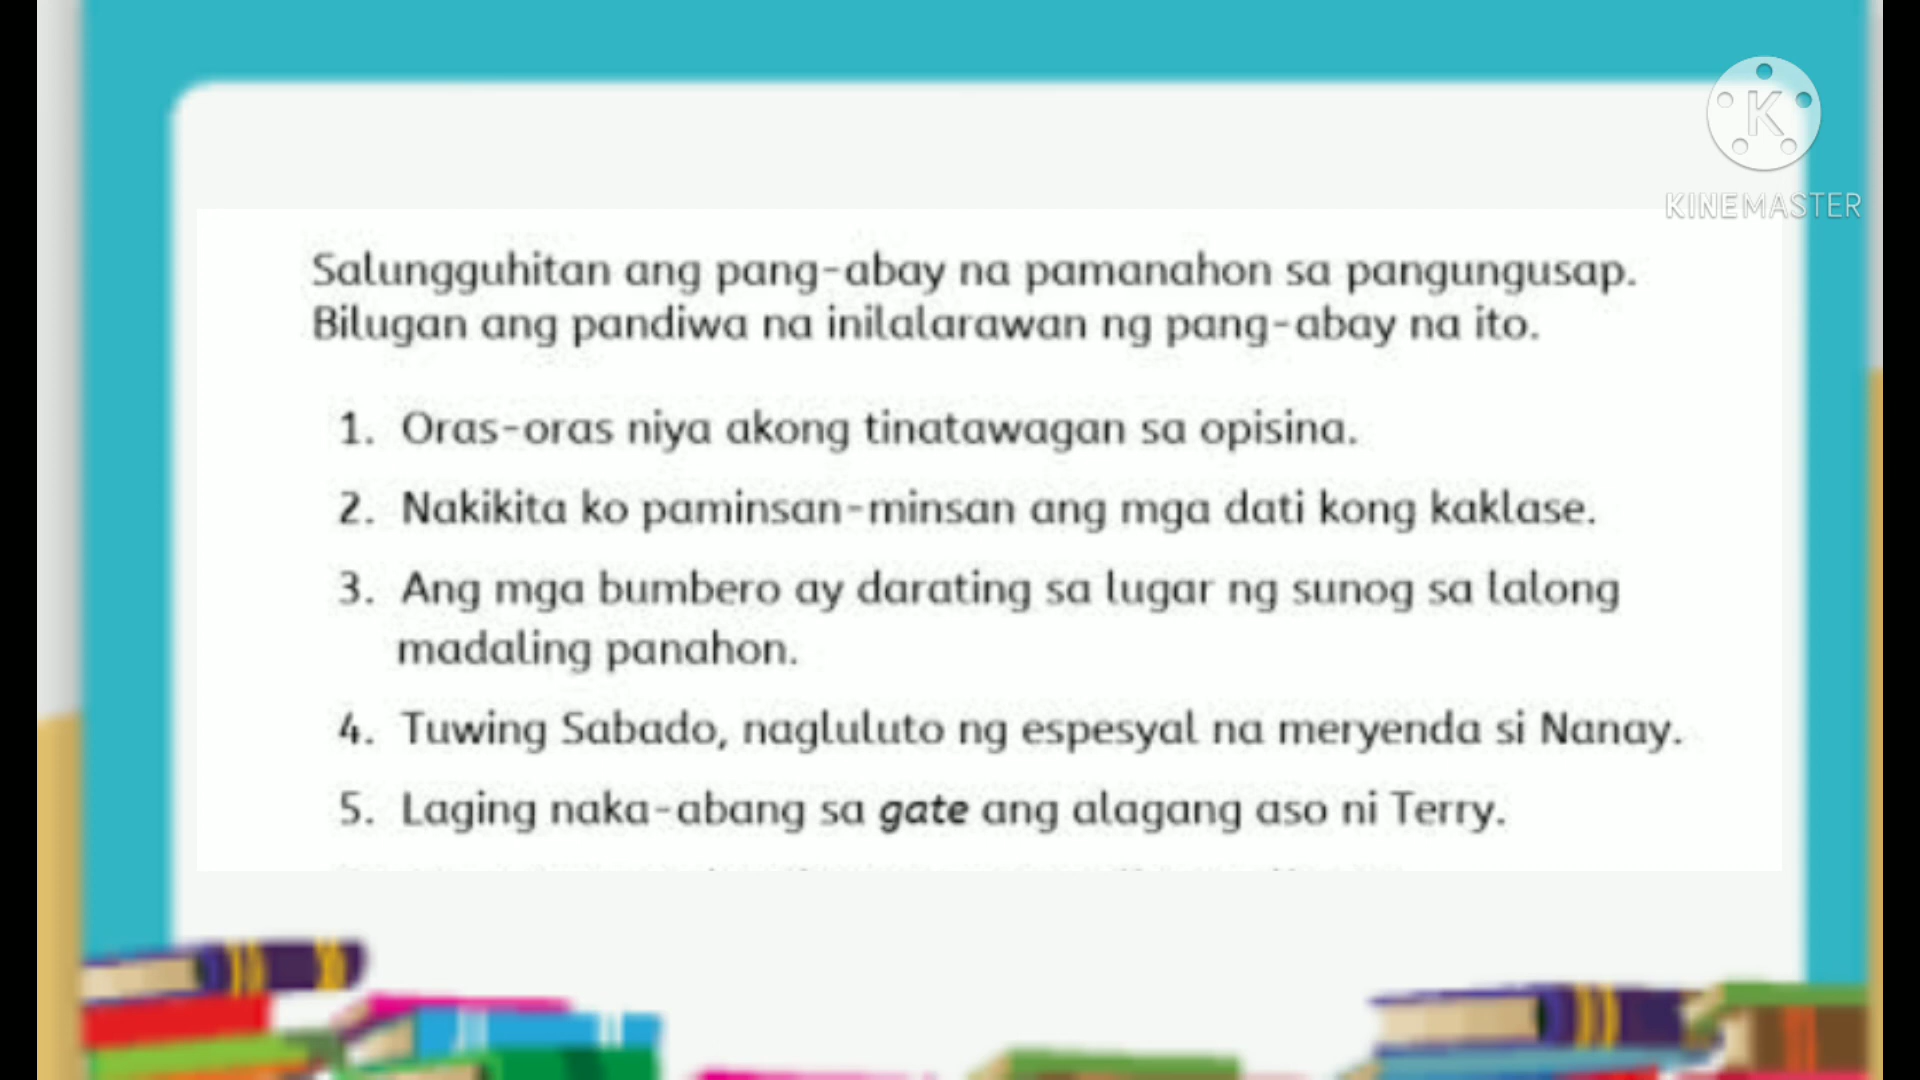 K
KINEMASTER
Salungguhitan ang pang-abay na pamanahon sa pangungusap.
Bilugan ang pandiwa na inilalarawan ng pang-abay na ito.
1. Oras-oras niya akong tinatawagan sa opisina.
2. Nakikita ko paminsan-minsan ang mga dati kong kaklase.
3. Ang mga bumbero ay darating sa lugar ng sunog sa lalong
madaling panahon.
4. Tuwing Sabado, nagluluto ng espesyal na meryenda si Nanay.
5. Laging naka-abang sa gate ang alagang aso ni Terry.